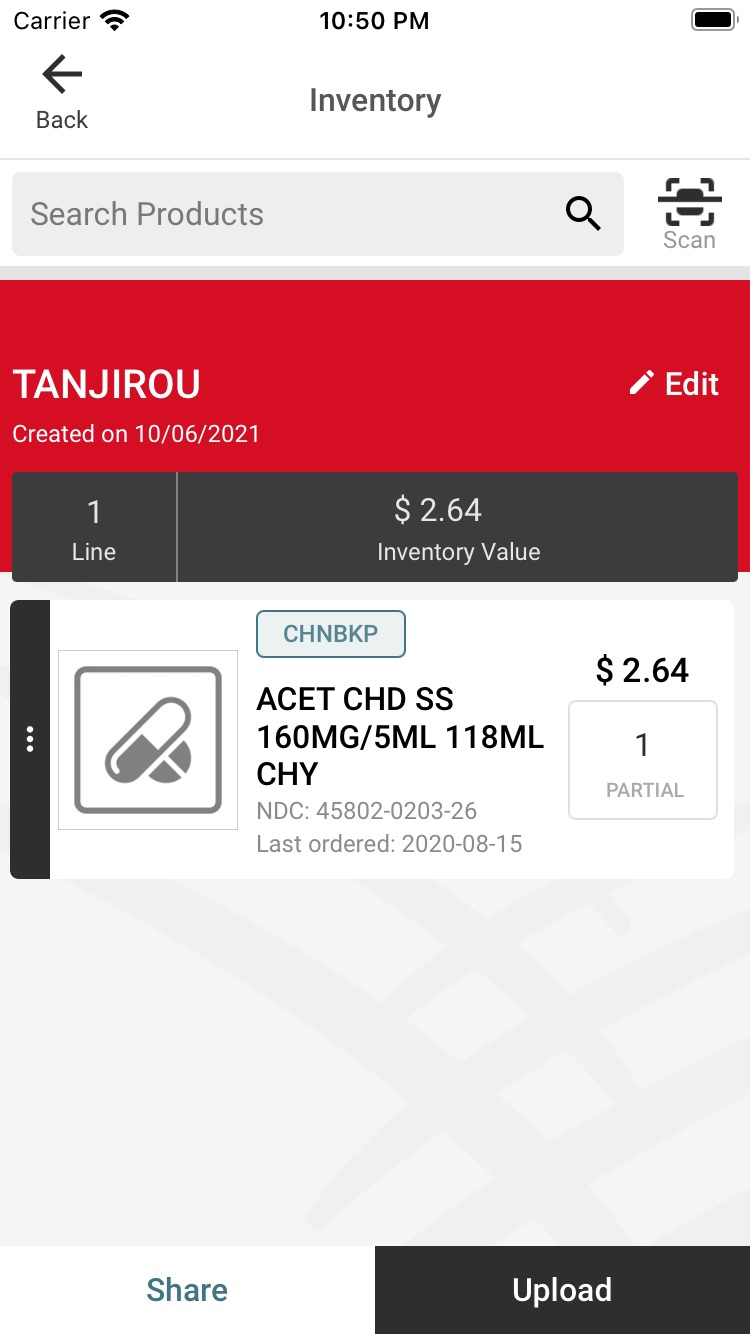 Carrier 10:50 PM
Back
Inventory
Search Products
Scan
TANJIROU
Edit
Created on 10/06/2021
1
Line
$ 2.64
Inventory Value
CHNBKP
ACET CHD SS
160MG/5ML 118ML
CHY
NDC: 45802-0203-26
Last ordered: 2020-08-15
$ 2.64
1
PARTIAL
Share
Upload